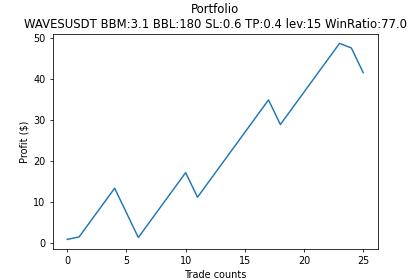 Portfolio
WAVESUSDT BBM:3.1 BBL:180 SL:0.6 TP:0.4 lev:15 WinRatio:77.0
50
40
30
20
10
0
Profit ($)
0 5 10 15 20 25
Trade counts